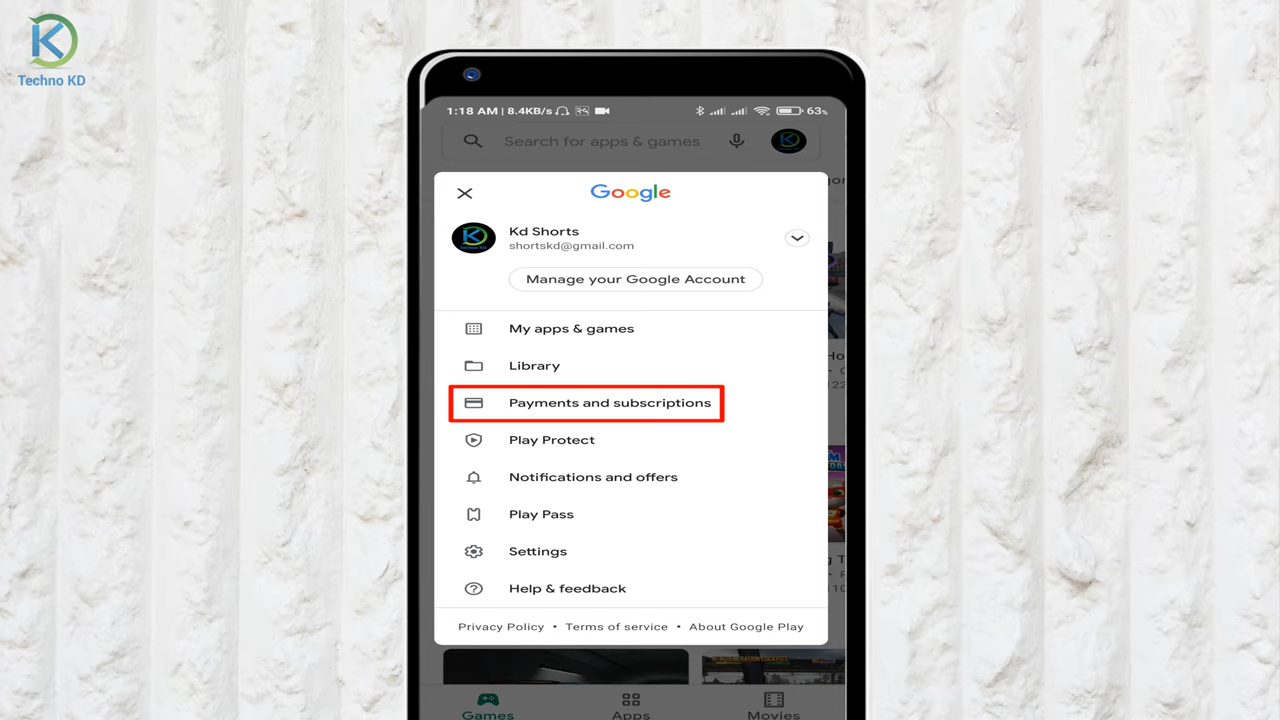 Techno KD
1:18 AM | 8.4KB/s
63%
Search for apps & games
Google
Kd Shorts
shortskd@gmail.com
Manage your Google Account
My apps & games
Library
Payments and subscriptions
Play Protect
Notifications and offers
Play Pass
Settings
Help & feedback
Privacy Policy • Terms of service • About Google Play
Games
Apps
Movies